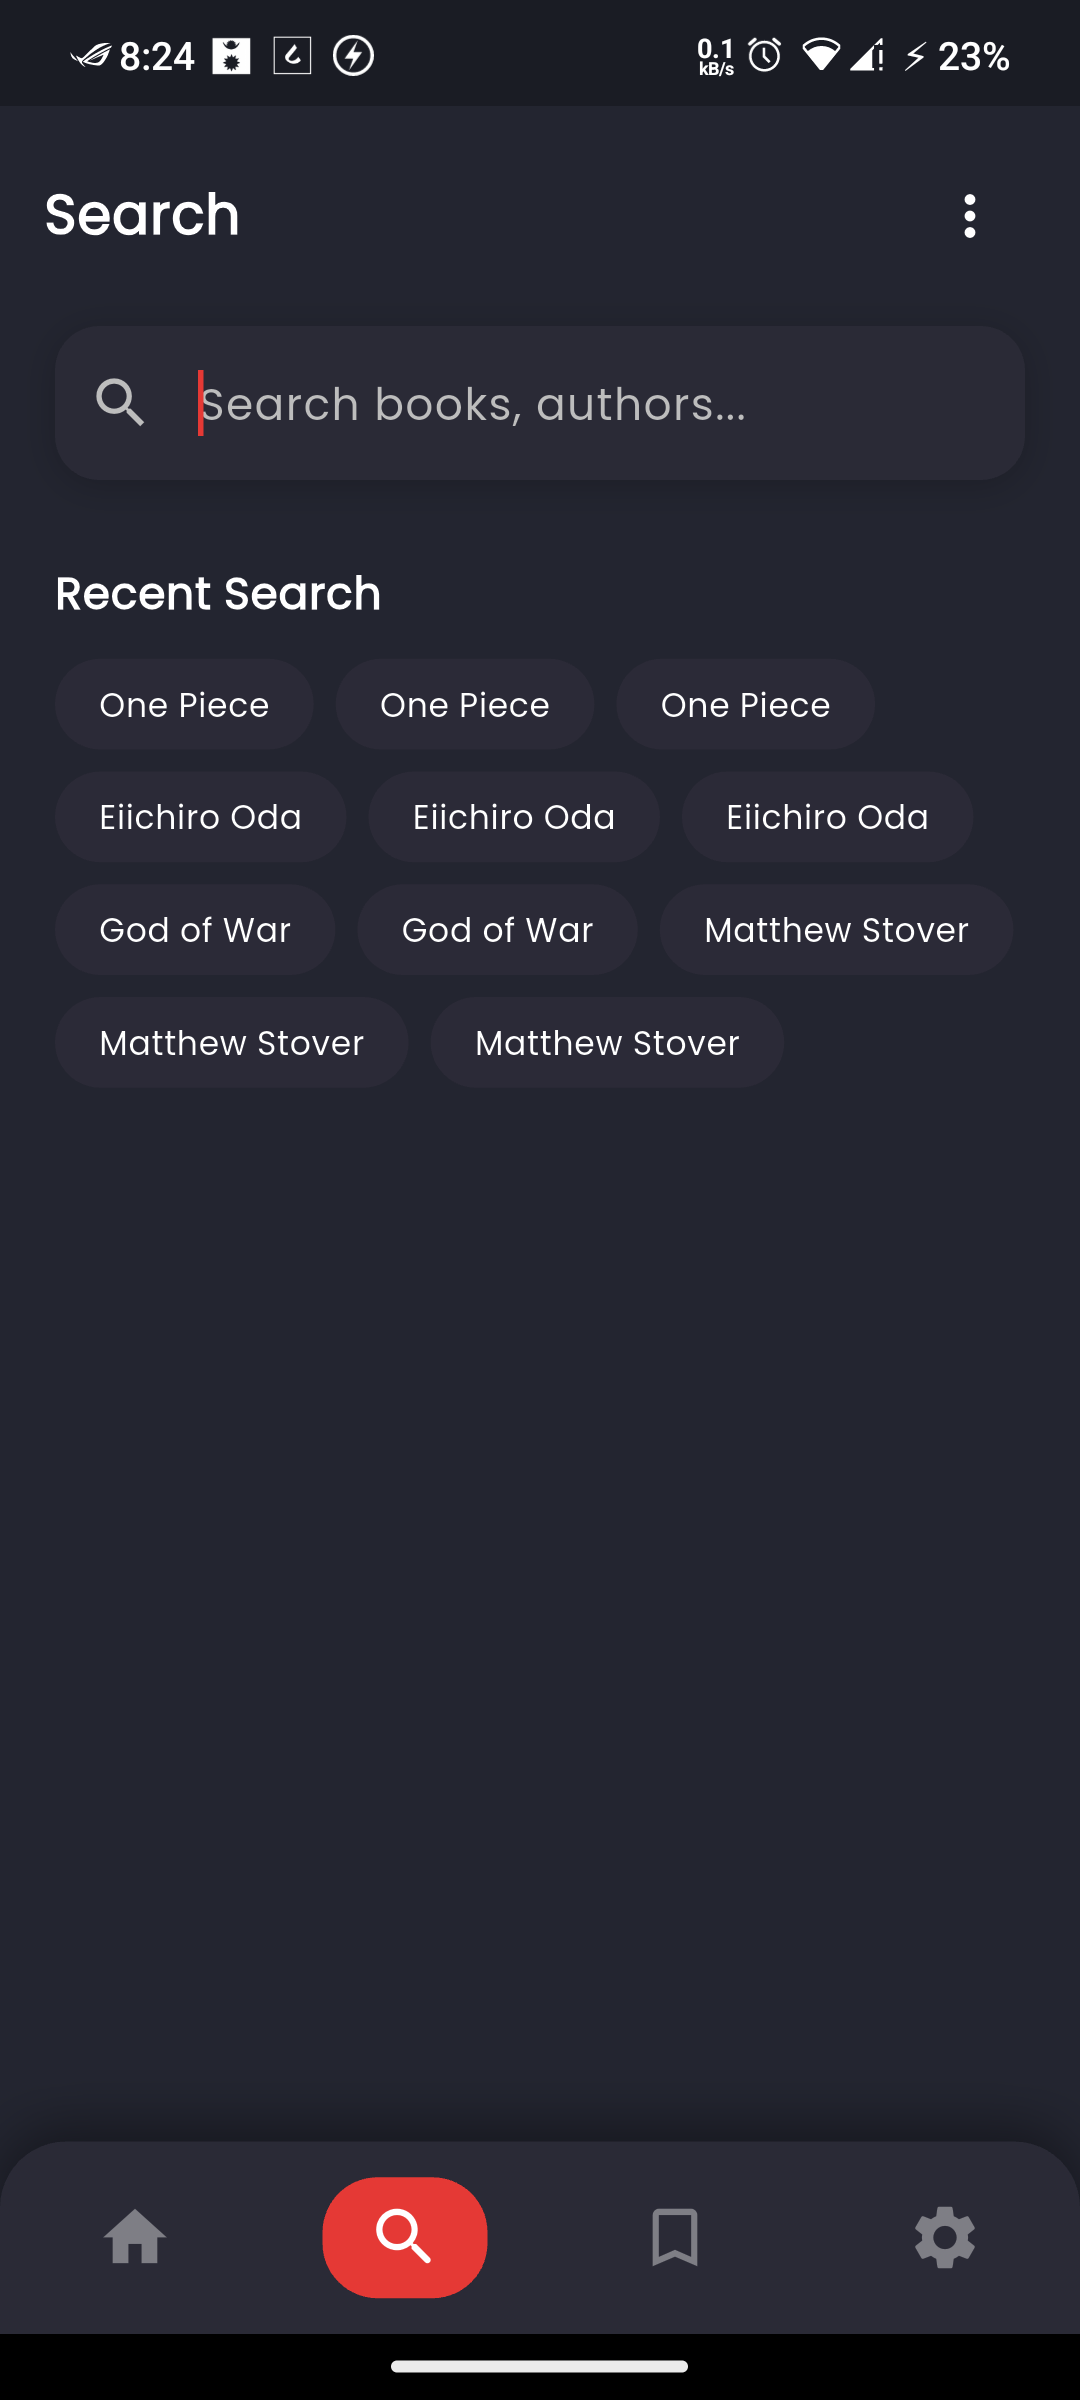 8:24 0.1 kB/s 23%
Search
Search books, authors...
Recent Search
One Piece One Piece One Piece
Eiichiro Oda Eiichiro Oda Eiichiro Oda
God of War God of War Matthew Stover
Matthew Stover Matthew Stover